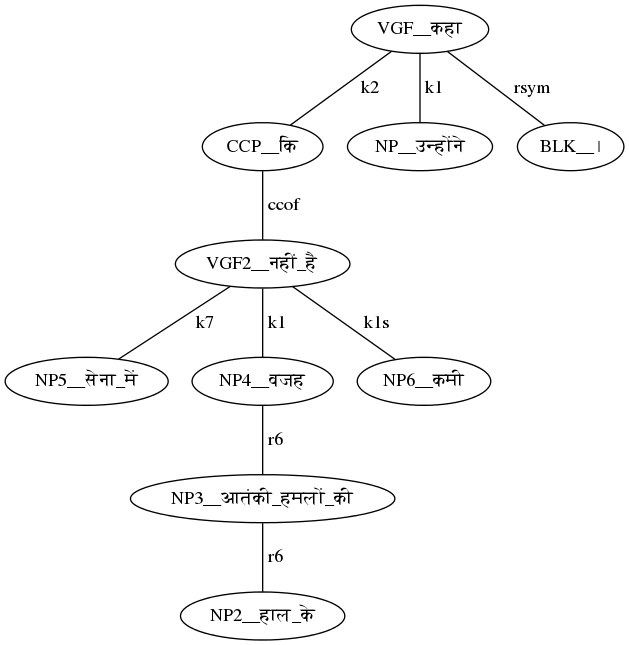 VGF__कहा
k2 k1 rsym
CCP__कि NP__उन्होंने BLK__।
ccof
VGF2__नहीं_है
k7 k1 k1s
NP5__सेना_में NP4__वजह NP6__कमी
r6
NP3__आतंकी_हमलों_की
r6
NP2__हाल_के